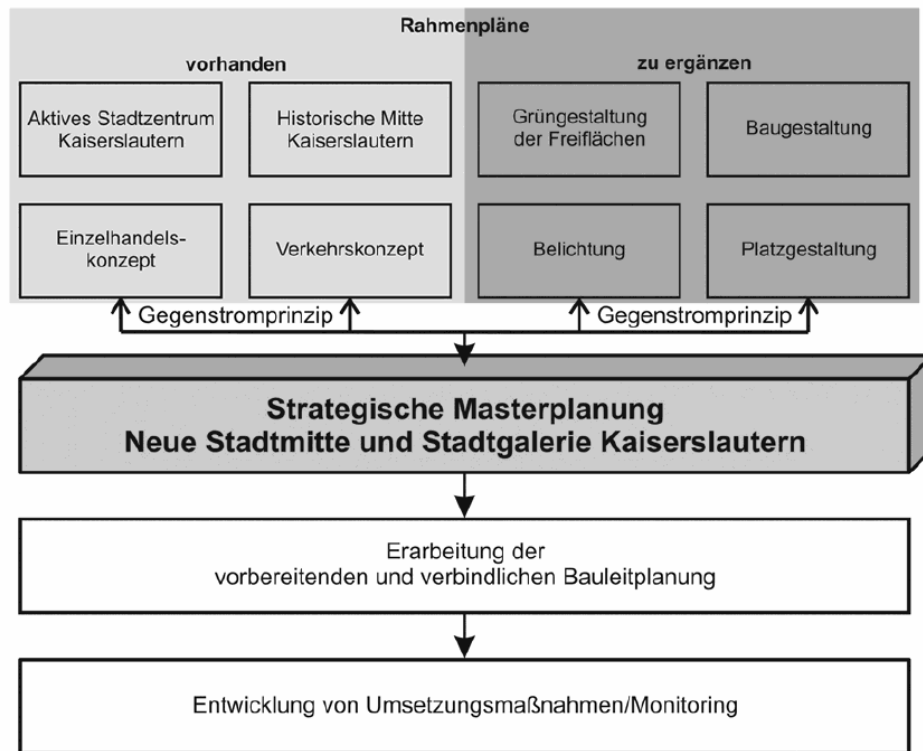 Rahmenpläne
vorhanden
zu ergänzen
Aktives Stadtzentrum
Kaiserslautern
Historische Mitte
Kaiserslautern
Grüngestaltung
der Freiflächen
Baugestaltung
Einzelhandels-
konzept
Verkehrskonzept
Belichtung
Platzgestaltung
Gegenstromprinzip
Gegenstromprinzip
Strategische Masterplanung
Neue Stadtmitte und Stadtgalerie Kaiserslautern
Erarbeitung der
vorbereitenden und verbindlichen Bauleitplanung
Entwicklung von Umsetzungsmaßnahmen/Monitoring